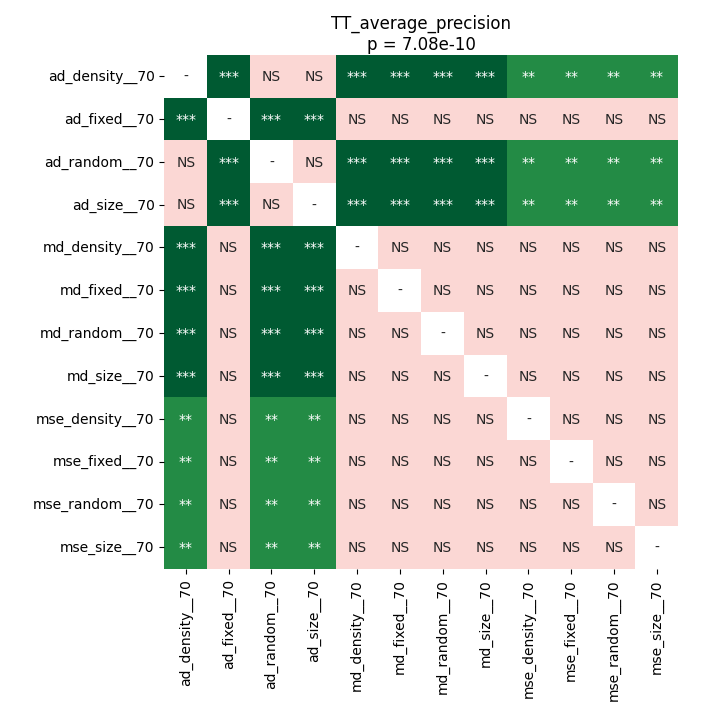 TT_average_precision
p = 7.08e-10
ad_density__70 - *** NS NS *** *** *** *** ** ** ** **
ad_fixed__70 *** - *** *** NS NS NS NS NS NS NS NS
ad_random__70 NS *** - NS *** *** *** *** ** ** ** **
ad_size__70 NS *** NS - *** *** *** *** ** ** ** **
md_density__70 *** NS *** *** - NS NS NS NS NS NS NS
md_fixed__70 *** NS *** *** NS - NS NS NS NS NS NS
md_random__70 *** NS *** *** NS NS - NS NS NS NS NS
md_size__70 *** NS *** *** NS NS NS - NS NS NS NS
mse_density__70 ** NS ** ** NS NS NS NS - NS NS NS
mse_fixed__70 ** NS ** ** NS NS NS NS NS - NS NS
mse_random__70 ** NS ** ** NS NS NS NS NS NS - NS
mse_size__70 ** NS ** ** NS NS NS NS NS NS NS -
ad_density__70
ad_fixed__70
ad_random__70
ad_size__70
md_density__70
md_fixed__70
md_random__70
md_size__70
mse_density__70
mse_fixed__70
mse_random__70
mse_size__70